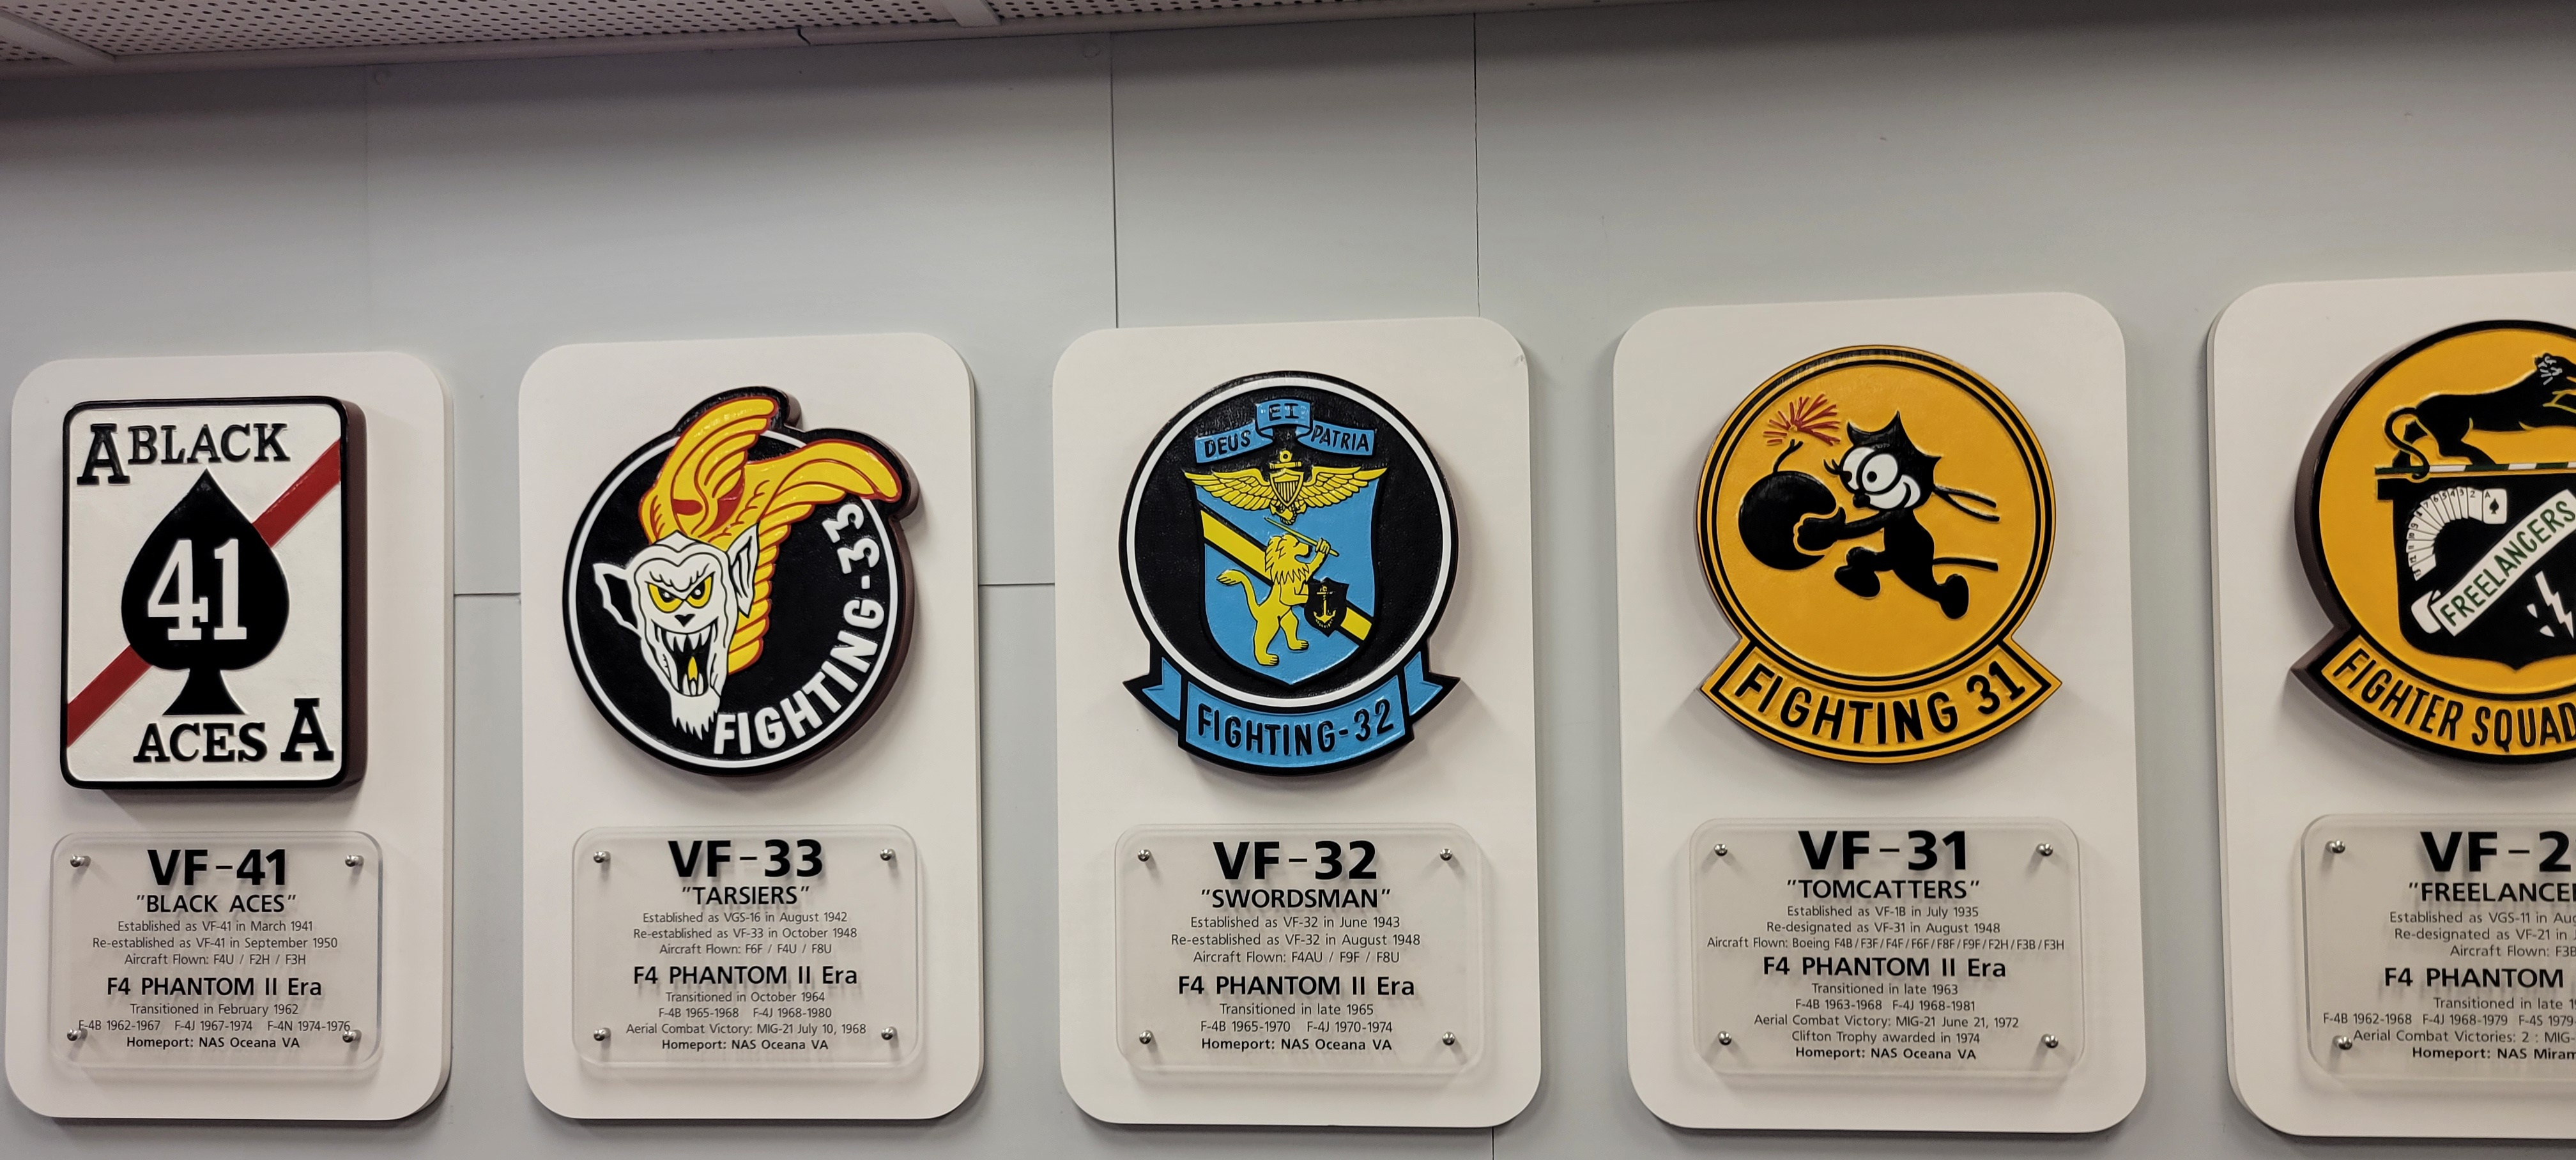 A BLACK
41
ACES A
VF-41
"BLACK ACES"
Established as VF-41 in March 1941
Re-established as VF-41 in September 1950
Aircraft Flown: F4U / F2H / F3H
F4 PHANTOM II Era
Transitioned in February 1962
F-4B 1962-1967 F-4J 1967-1974 F-4N 1974-1976
Homeport: NAS Oceana VA
FIGHTING-33
VF-33
"TARSIERS"
Established as VGS-16 in August 1942
Re-established as VF-33 in October 1948
Aircraft Flown: F6F / F4U / F8U
F4 PHANTOM II Era
Transitioned in October 1964
F-4B 1965-1968 F-4J 1968-1980
Aerial Combat Victory: MIG-21 July 10, 1968
Homeport: NAS Oceana VA
DEUS EI PATRIA
FIGHTING-32
VF-32
"SWORDSMAN"
Established as VF-32 in June 1943
Re-established as VF-32 in August 1948
Aircraft Flown: F4AU / F9F / F8U
F4 PHANTOM II Era
Transitioned in late 1965
F-4B 1965-1970 F-4J 1970-1974
Homeport: NAS Oceana VA
FIGHTING 31
VF-31
"TOMCATTERS"
Established as VF-1B in July 1935
Re-designated as VF-31 in August 1948
Aircraft Flown: Boeing F4B / F3F / F4F / F6F / F8F / F9F / F2H / F3B / F3H
F4 PHANTOM II Era
Transitioned in late 1963
F-4B 1963-1968 F-4J 1968-1981
Aerial Combat Victory: MIG-21 June 21, 1972
Clifton Trophy awarded in 1974
Homeport: NAS Oceana VA
FREELANCERS
FIGHTER SQUAD
VF-2
"FREELANCE
Established as VGS-11 in
Re-designated as VF-21 in
Aircraft Flown:
F4 PHANTOM
Transitioned in late
F-4B 1962-1968 F-4J 1968-1979 F-4S 1979-
Aerial Combat Victories: 2 : MIG-
Homeport: NAS